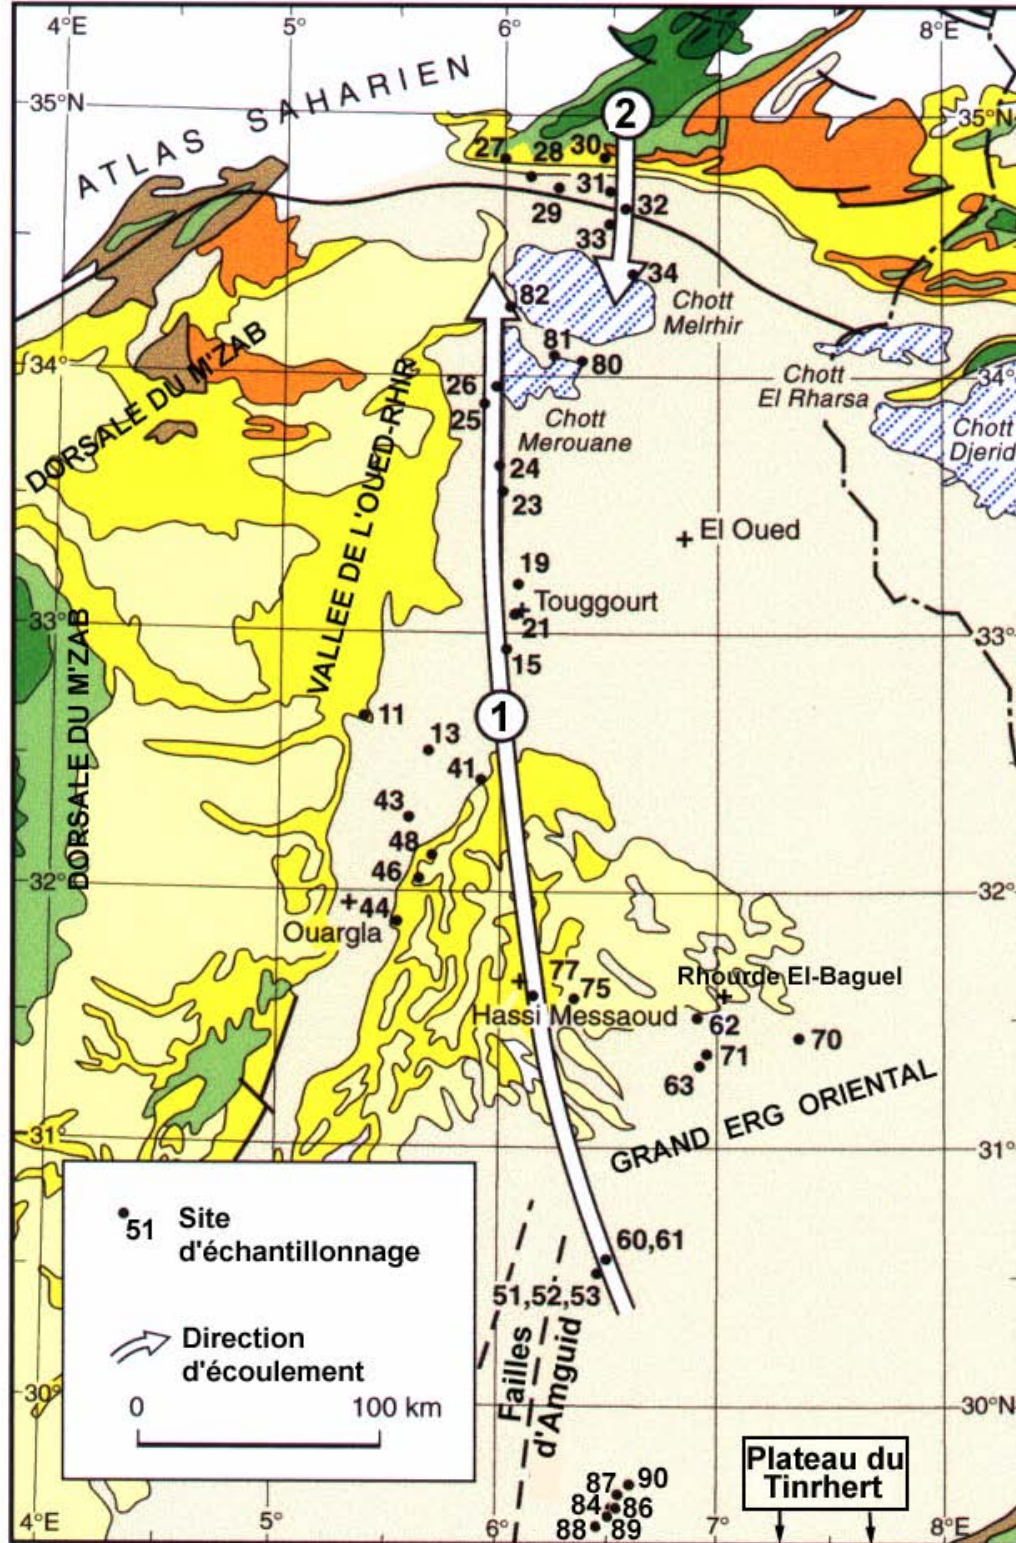 4°E 5° 6° 8°E
35°N
35°N
ATLAS SAHARIEN
2
27 28 30
31
29
32
33
34
82
Chott
Melrhir
81
80
34°
34°
26
25
Chott
Merouane
Chott
El Rharsa
Chott
Djerid
DORSALE DU M'ZAB
VALLEE DE L'OUED-RHIR
24
23
El Oued
19
Touggourt
21
33°
33°
15
DORSALE DU M'ZAB
11
1
13
41
43
48
46
32°
32°
44
Ouargla
77
75
Rhourde El-Baguel
Hassi Messaoud
62
70
71
63
GRAND ERG ORIENTAL
31°
31°
51 Site
d'échantillonnage
Direction
d'écoulement
0 100 km
60,61
51,52,53
Failles
d'Amguid
30°
30°N
Plateau du
Tinrhert
87 90
84 86
88 89
4°E 5° 6° 7° 8°E